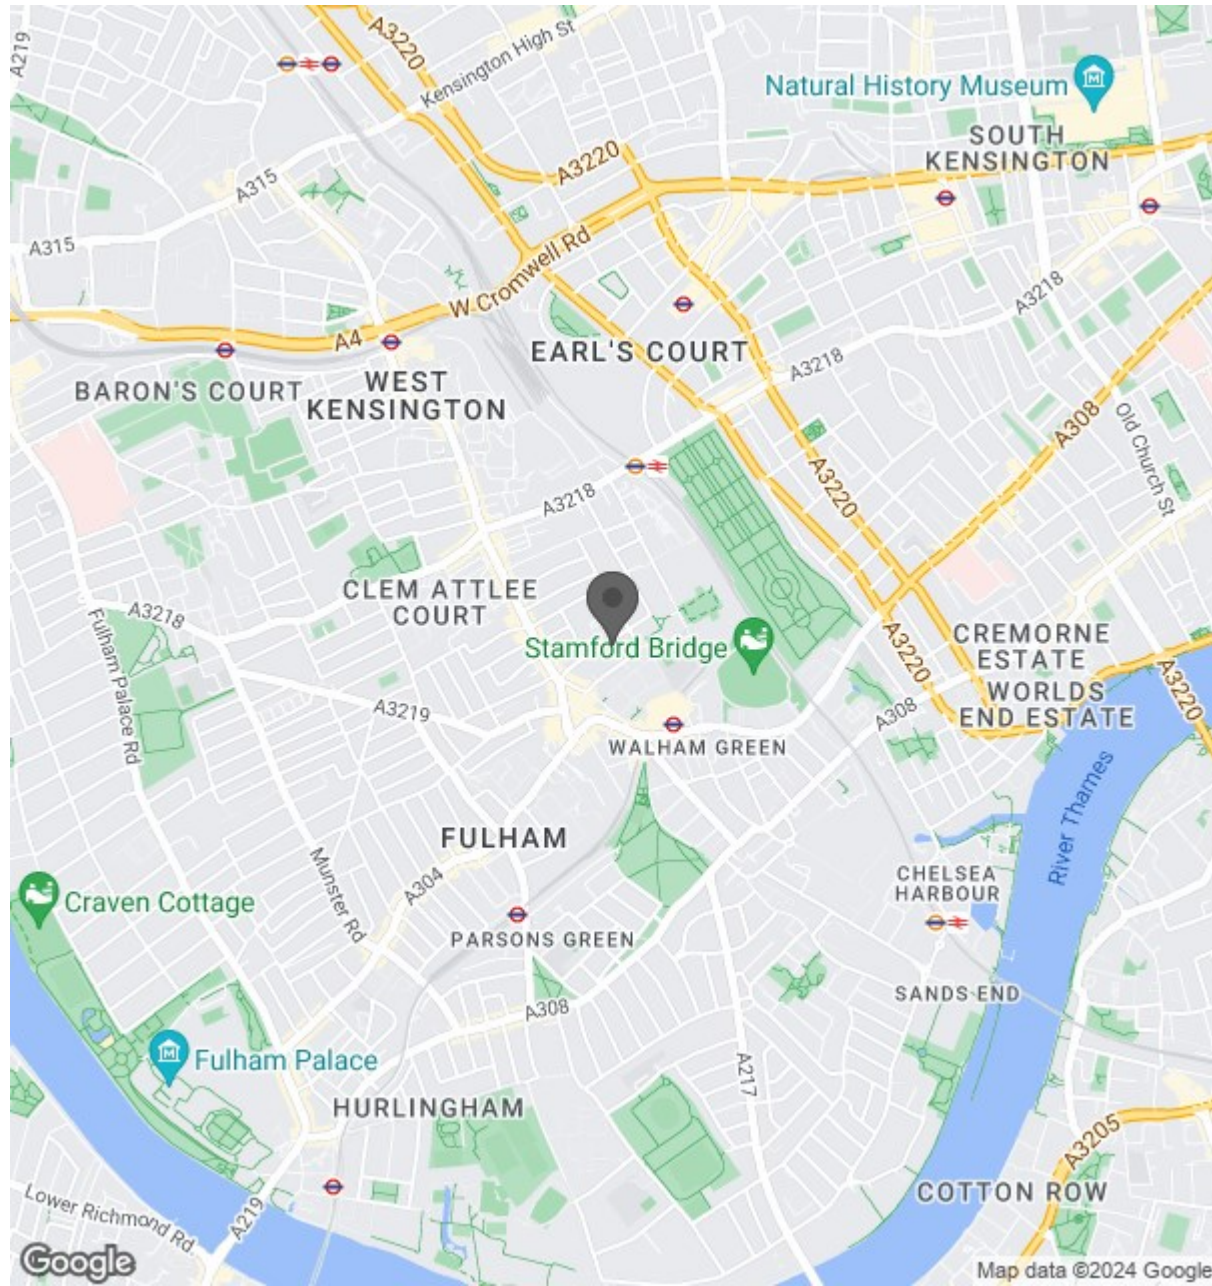 A219
A3220
Kensington High St
Natural History Museum
SOUTH
KENSINGTON
A3220
A315
A315
W Cromwell Rd
A3218
A4
EARL'S COURT
A3218
BARON'S COURT
WEST
KENSINGTON
A308
Old Church St
A3220
A3218
CLEM ATTLEE
COURT
A3218
Fulham Palace Rd
Stamford Bridge
CREMORNE
ESTATE
WORLDS
END ESTATE
A3220
A3220
A3219
A308
WALHAM GREEN
River Thames
FULHAM
Munster Rd
A304
CHELSEA
HARBOUR
Craven Cottage
PARSONS GREEN
SANDS END
A308
Fulham Palace
A217
HURLINGHAM
A3205
COTTON ROW
Lower Richmond Rd
A219
Google
Map data ©2024 Google